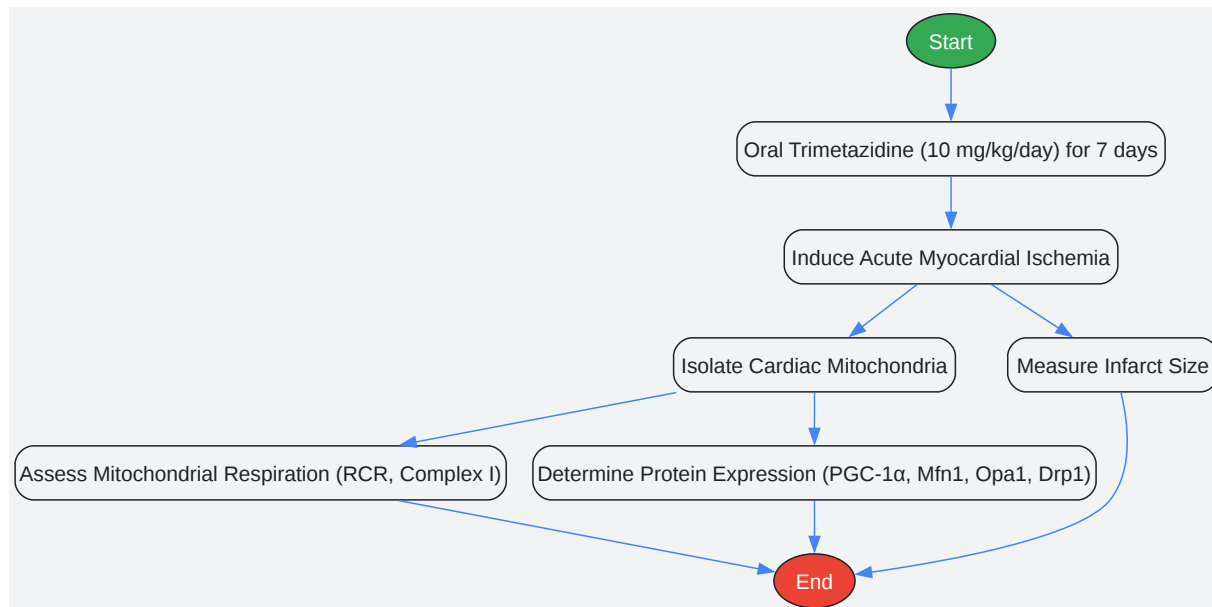 Start
Oral Trimetazidine (10 mg/kg/day) for 7 days
Induce Acute Myocardial Ischemia
Isolate Cardiac Mitochondria
Measure Infarct Size
Assess Mitochondrial Respiration (RCR, Complex I)
Determine Protein Expression (PGC-1α, Mfn1, Opa1, Drp1)
End